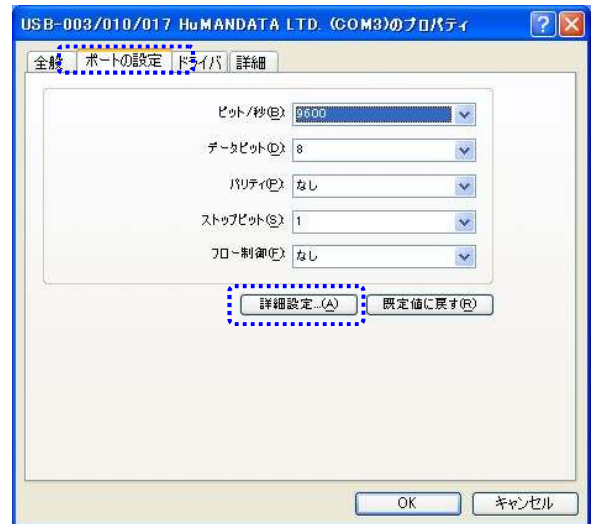 USB-003/010/017 HuMANDATA LTD. (COM3)のプロパティ
全般 ポートの設定 ドライバ 詳細
ビット/秒(B): 9600
データビット(D): 8
パリティ(P): なし
ストップビット(S): 1
フロー制御(F): なし
詳細設定...(A) 既定値に戻す(R)
OK キャンセル